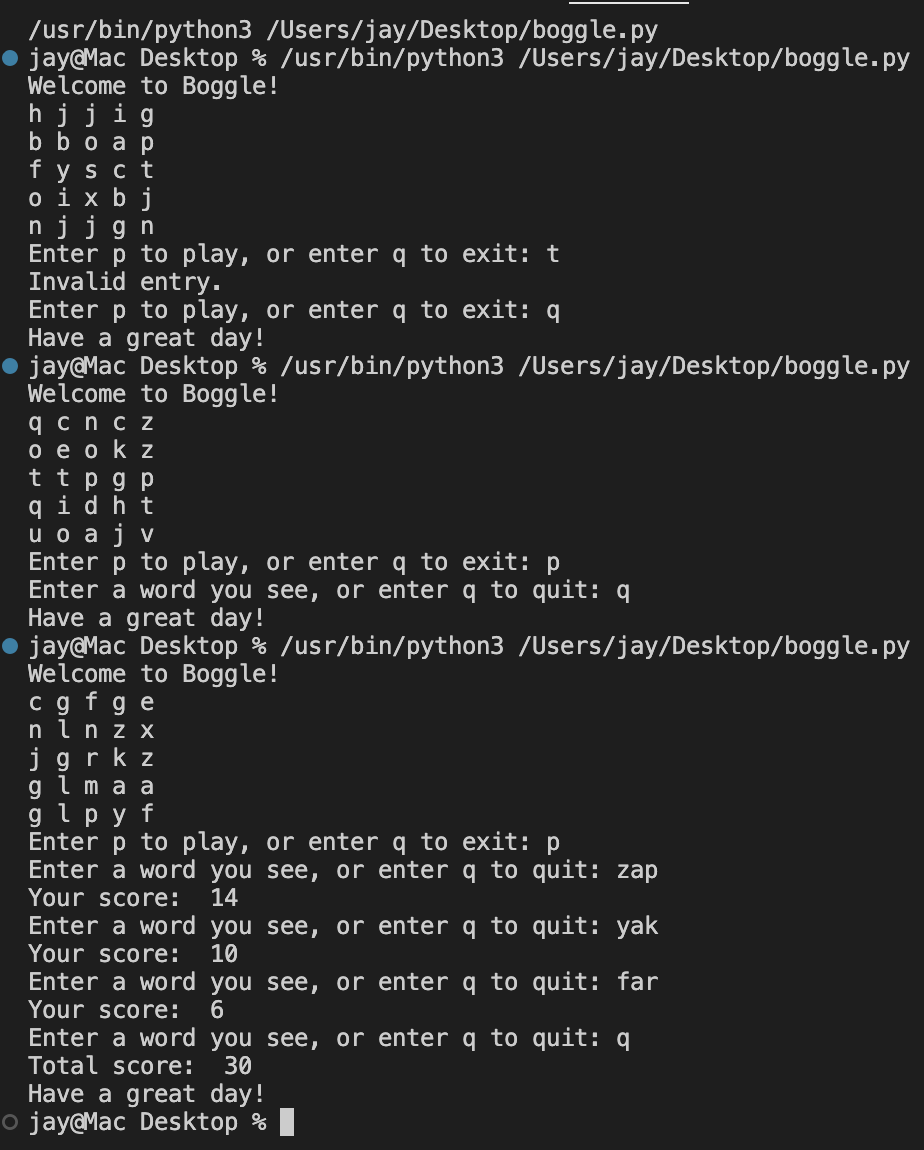 /usr/bin/python3 /Users/jay/Desktop/boggle.py
jay@Mac Desktop % /usr/bin/python3 /Users/jay/Desktop/boggle.py
Welcome to Boggle!
h j j i g
b b o a p
f y s c t
o i x b j
n j j g n
Enter p to play, or enter q to exit: t
Invalid entry.
Enter p to play, or enter q to exit: q
Have a great day!
jay@Mac Desktop % /usr/bin/python3 /Users/jay/Desktop/boggle.py
Welcome to Boggle!
q c n c z
o e o k z
t t p g p
q i d h t
u o a j v
Enter p to play, or enter q to exit: p
Enter a word you see, or enter q to quit: q
Have a great day!
jay@Mac Desktop % /usr/bin/python3 /Users/jay/Desktop/boggle.py
Welcome to Boggle!
c g f g e
n l n z x
j g r k z
g l m a a
g l p y f
Enter p to play, or enter q to exit: p
Enter a word you see, or enter q to quit: zap
Your score:  14
Enter a word you see, or enter q to quit: yak
Your score:  10
Enter a word you see, or enter q to quit: far
Your score:  6
Enter a word you see, or enter q to quit: q
Total score:  30
Have a great day!
jay@Mac Desktop %